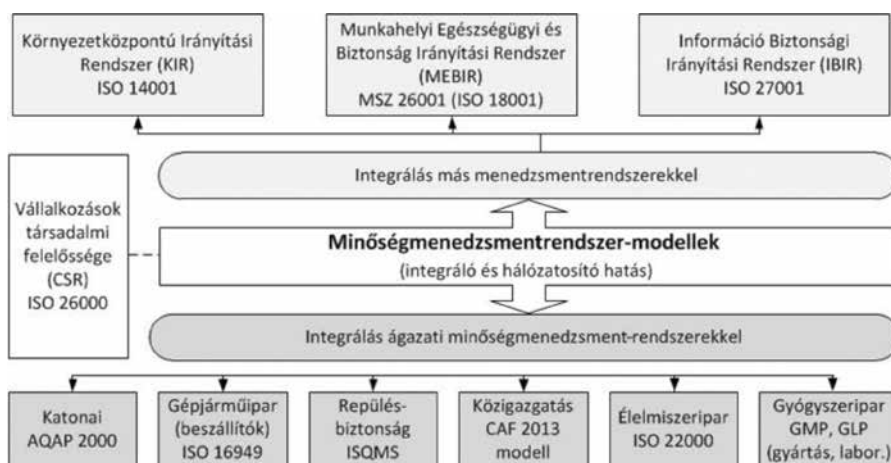 Környezetközpontú Irányítási
Rendszer (KIR)
ISO 14001
Munkahelyi Egészségügyi és
Biztonság Irányítási Rendszer
(MEBIR)
MSZ 26001 (ISO 18001)
Információ Biztonsági
Irányítási Rendszer (IBIR)
ISO 27001
Integrálás más menedzsmentrendszerekkel
Vállalkozások
társadalmi
felelőssége
(CSR)
ISO 26000
Minőségmenedzsmentrendszer-modellek
(integráló és hálózatosító hatás)
Integrálás ágazati minőségmenedzsment-rendszerekkel
Katonai
AQAP 2000
Gépjárműipar
(beszállítók)
ISO 16949
Repülés-
biztonság
ISQMS
Közigazgatás
CAF 2013
modell
Élelmiszeripar
ISO 22000
Gyógyszeripar
GMP, GLP
(gyártás, labor.)